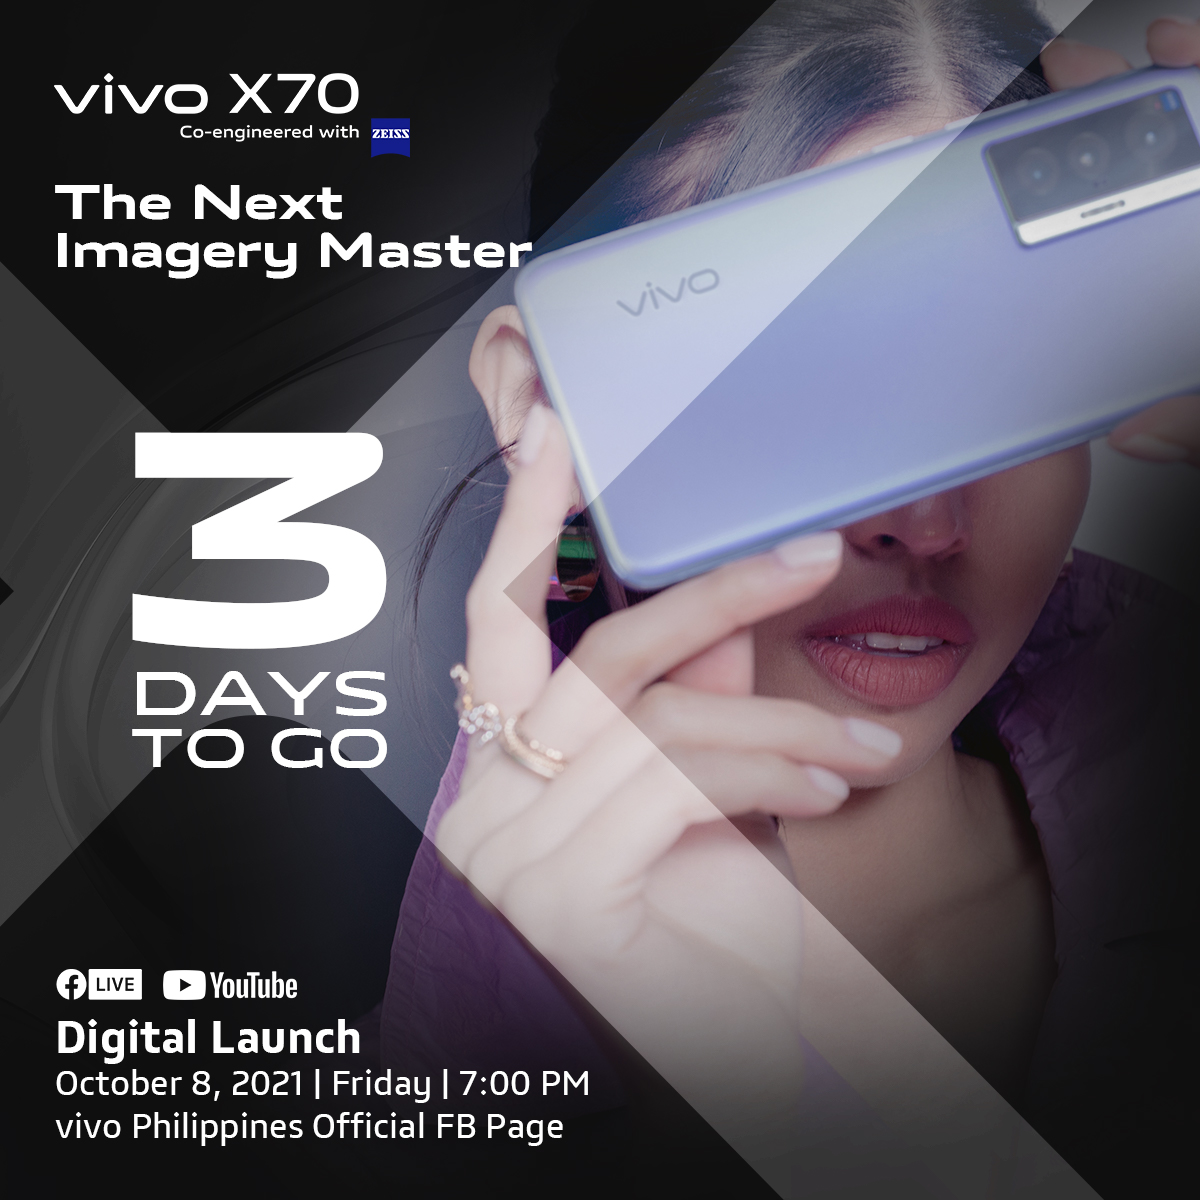 vivo X70
Co-engineered with ZEISS
The Next
Imagery Master
vivo
3
DAYS
TO GO
LIVE YouTube
Digital Launch
October 8, 2021 | Friday | 7:00 PM
vivo Philippines Official FB Page